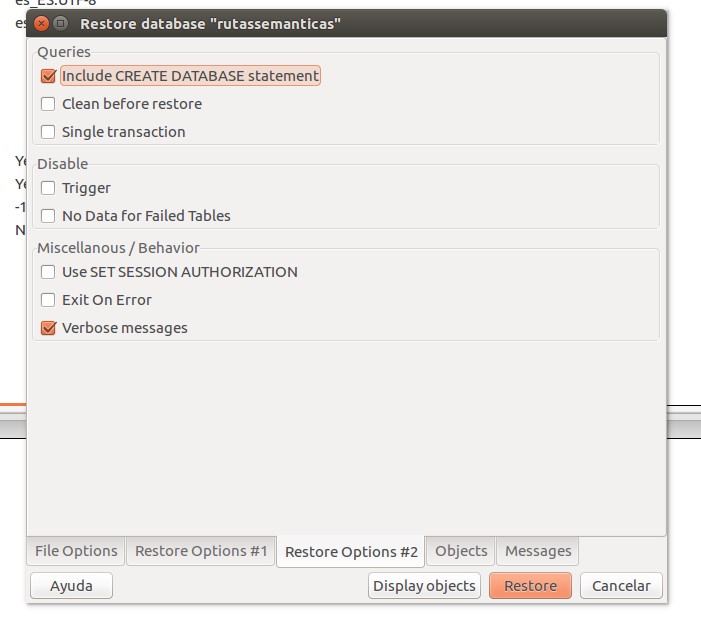 es_ES.UTF-8
es
Restore database "rutassemanticas"
Queries
Include CREATE DATABASE statement
Clean before restore
Single transaction
Ye
Disable
Ye
Trigger
-1
No Data for Failed Tables
N
Miscellanous / Behavior
Use SET SESSION AUTHORIZATION
Exit On Error
Verbose messages
File Options
Restore Options #1
Restore Options #2
Objects
Messages
Ayuda
Display objects
Restore
Cancelar